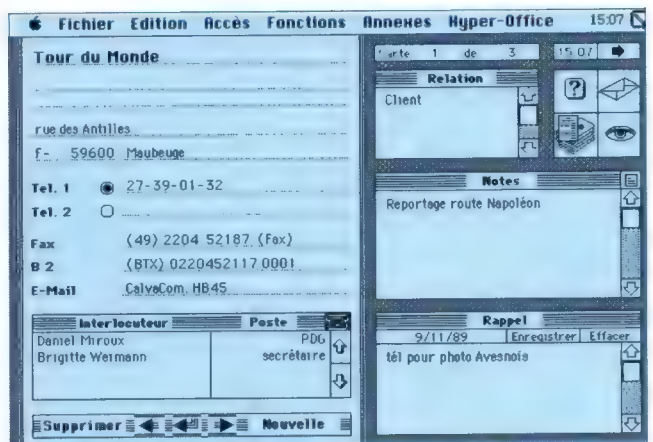 Fichier Edition Accès Fonctions Annexes Hyper-Office 15:07
Tour du Monde
rue des Antilles
F- 59600 Maubeuge
Tel. 1 27-39-01-32
Tel. 2
Fax (49) 2204 52187 (Fax)
B 2 (BTX) 0220452117 0001
E-Mail CalvaCom HB45
Interlocuteur Poste
Daniel Miroux PDG
Brigitte Weimann secrétaire
Supprimer Nouvelle
Carte 1 de 3 15:07
Relation
Client
?
Notes
Reportage route Napoléon
Rappel
9/11/89 Enregistrer Effacer
tél pour photo Avesnois